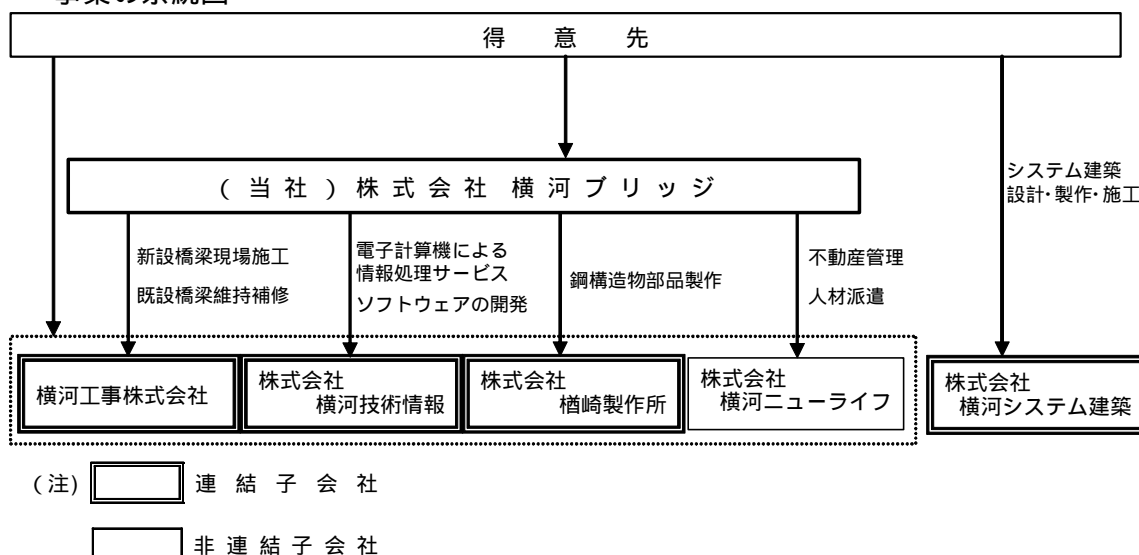 事業の系統図
得 意 先
システム建築
設計・製作・施工
(当社)株式会社 横河ブリッジ
新設橋梁現場施工
既設橋梁維持補修
電子計算機による
情報処理サービス
ソフトウェアの開発
鋼構造物部品製作
不動産管理
人材派遣
横河工事株式会社
株式会社
横河技術情報
株式会社
楢崎製作所
株式会社
横河ニューライフ
株式会社
横河システム建築
(注) 連結子会社
非連結子会社